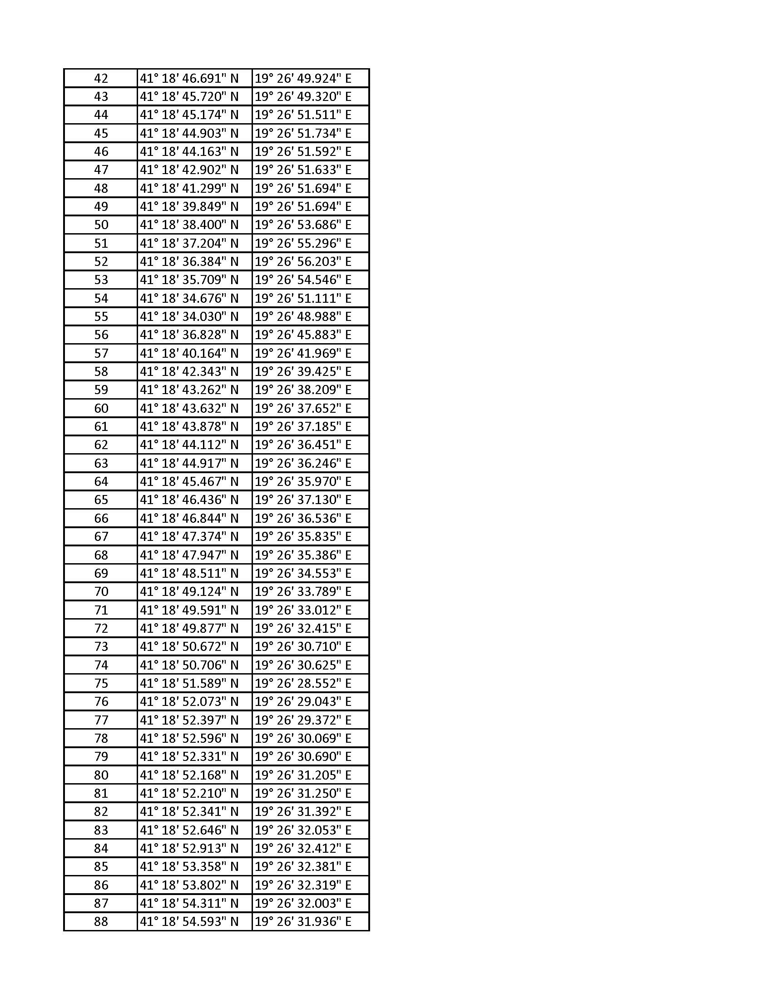 42 41° 18' 46.691" N 19° 26' 49.924" E
43 41° 18' 45.720" N 19° 26' 49.320" E
44 41° 18' 45.174" N 19° 26' 51.511" E
45 41° 18' 44.903" N 19° 26' 51.734" E
46 41° 18' 44.163" N 19° 26' 51.592" E
47 41° 18' 42.902" N 19° 26' 51.633" E
48 41° 18' 41.299" N 19° 26' 51.694" E
49 41° 18' 39.849" N 19° 26' 51.694" E
50 41° 18' 38.400" N 19° 26' 53.686" E
51 41° 18' 37.204" N 19° 26' 55.296" E
52 41° 18' 36.384" N 19° 26' 56.203" E
53 41° 18' 35.709" N 19° 26' 54.546" E
54 41° 18' 34.676" N 19° 26' 51.111" E
55 41° 18' 34.030" N 19° 26' 48.988" E
56 41° 18' 36.828" N 19° 26' 45.883" E
57 41° 18' 40.164" N 19° 26' 41.969" E
58 41° 18' 42.343" N 19° 26' 39.425" E
59 41° 18' 43.262" N 19° 26' 38.209" E
60 41° 18' 43.632" N 19° 26' 37.652" E
61 41° 18' 43.878" N 19° 26' 37.185" E
62 41° 18' 44.112" N 19° 26' 36.451" E
63 41° 18' 44.917" N 19° 26' 36.246" E
64 41° 18' 45.467" N 19° 26' 35.970" E
65 41° 18' 46.436" N 19° 26' 37.130" E
66 41° 18' 46.844" N 19° 26' 36.536" E
67 41° 18' 47.374" N 19° 26' 35.835" E
68 41° 18' 47.947" N 19° 26' 35.386" E
69 41° 18' 48.511" N 19° 26' 34.553" E
70 41° 18' 49.124" N 19° 26' 33.789" E
71 41° 18' 49.591" N 19° 26' 33.012" E
72 41° 18' 49.877" N 19° 26' 32.415" E
73 41° 18' 50.672" N 19° 26' 30.710" E
74 41° 18' 50.706" N 19° 26' 30.625" E
75 41° 18' 51.589" N 19° 26' 28.552" E
76 41° 18' 52.073" N 19° 26' 29.043" E
77 41° 18' 52.397" N 19° 26' 29.372" E
78 41° 18' 52.596" N 19° 26' 30.069" E
79 41° 18' 52.331" N 19° 26' 30.690" E
80 41° 18' 52.168" N 19° 26' 31.205" E
81 41° 18' 52.210" N 19° 26' 31.250" E
82 41° 18' 52.341" N 19° 26' 31.392" E
83 41° 18' 52.646" N 19° 26' 32.053" E
84 41° 18' 52.913" N 19° 26' 32.412" E
85 41° 18' 53.358" N 19° 26' 32.381" E
86 41° 18' 53.802" N 19° 26' 32.319" E
87 41° 18' 54.311" N 19° 26' 32.003" E
88 41° 18' 54.593" N 19° 26' 31.936" E